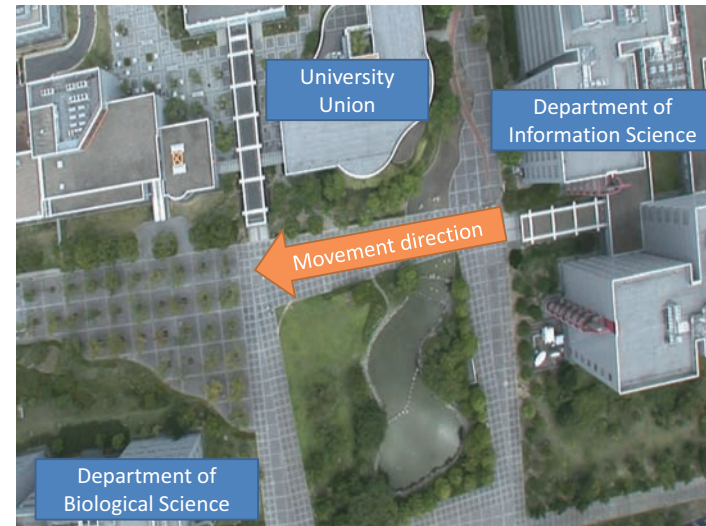 University
Union
Department of
Information Science
Movement direction
Department of
Biological Science